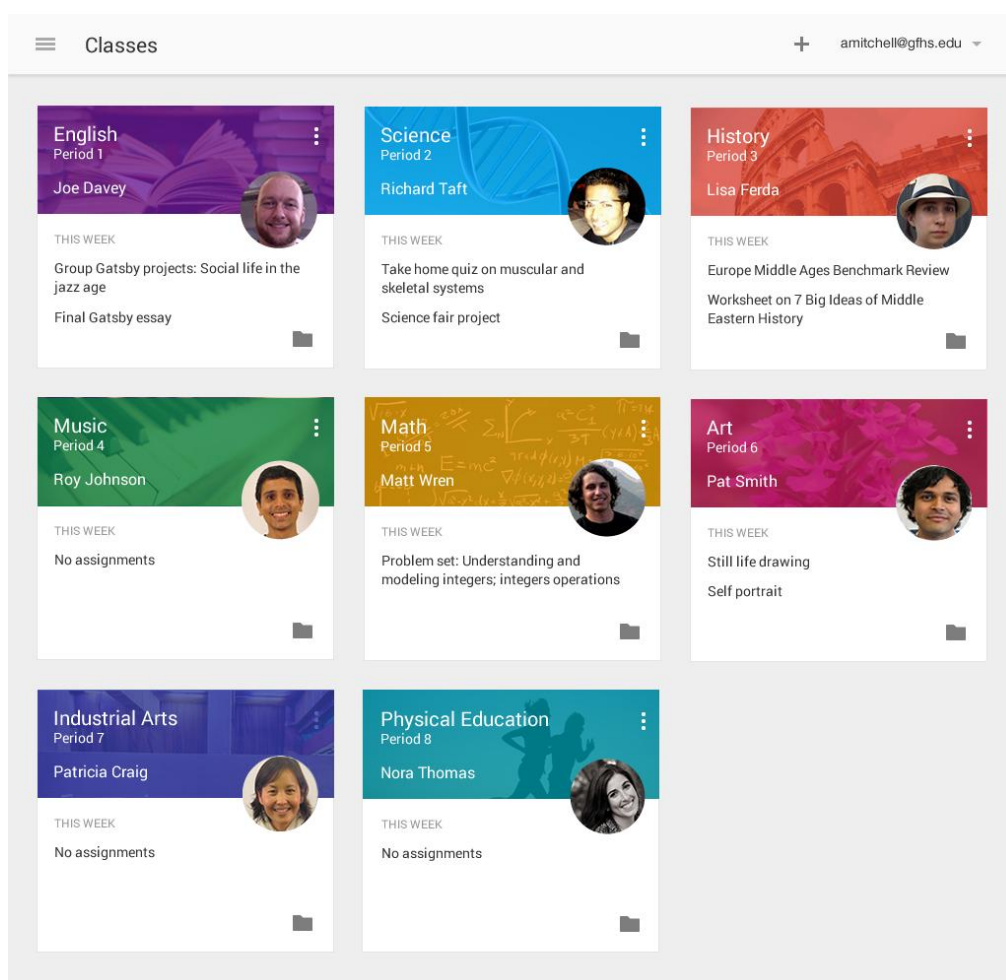 Classes
amitchell@gfhs.edu
English
Period 1
Joe Davey
THIS WEEK
Group Gatsby projects: Social life in the
jazz age
Final Gatsby essay
Science
Period 2
Richard Taft
THIS WEEK
Take home quiz on muscular and
skeletal systems
Science fair project
History
Period 3
Lisa Ferda
THIS WEEK
Europe Middle Ages Benchmark Review
Worksheet on 7 Big Ideas of Middle
Eastern History
Music
Period 4
Roy Johnson
THIS WEEK
No assignments
Math
Period 5
Matt Wren
E=mc²
THIS WEEK
Problem set: Understanding and
modeling integers; integers operations
Art
Period 6
Pat Smith
THIS WEEK
Still life drawing
Self portrait
Industrial Arts
Period 7
Patricia Craig
THIS WEEK
No assignments
Physical Education
Period 8
Nora Thomas
THIS WEEK
No assignments